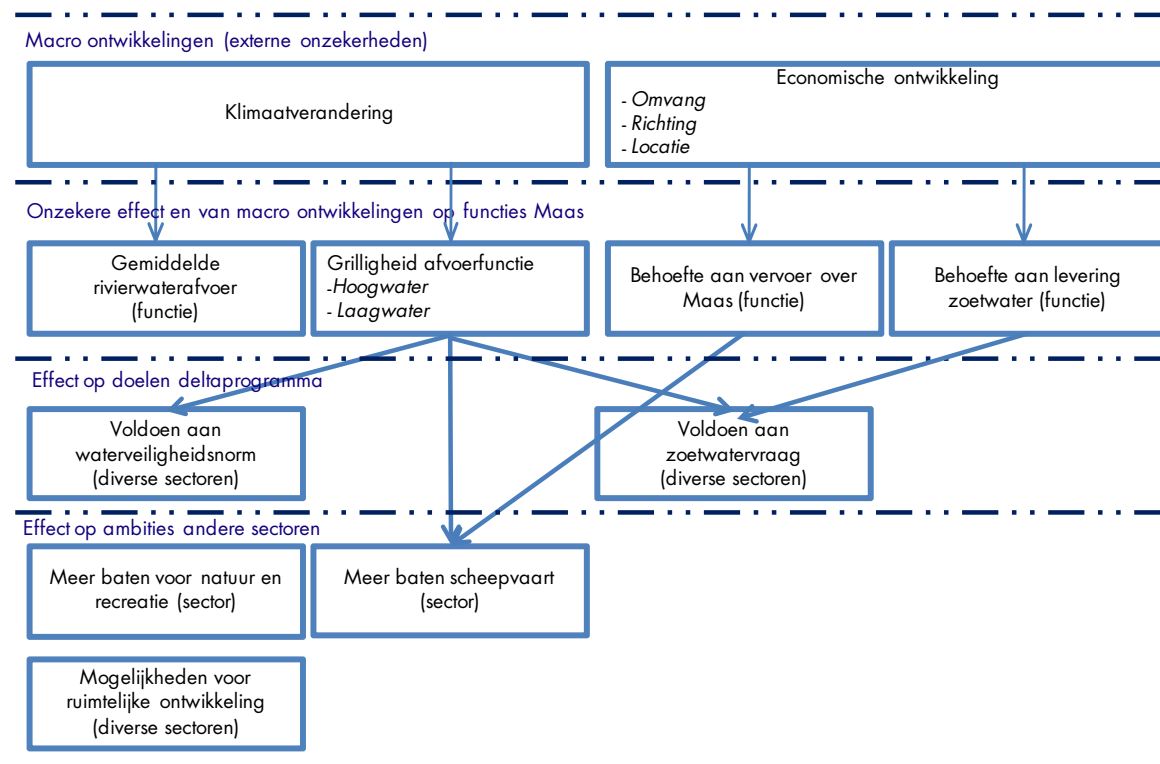 Macro ontwikkelingen (externe onzekerheden)
Klimaatverandering
Economische ontwikkeling
- Omvang
- Richting
- Locatie
Onzekere effect en van macro ontwikkelingen op functies Maas
Gemiddelde
rivierwaterafvoer
(functie)
Grilligheid afvoerfunctie
-Hoogwater
- Laagwater
Behoefte aan vervoer over
Maas (functie)
Behoefte aan levering
zoetwater (functie)
Effect op doelen deltaprogramma
Voldoen aan
waterveiligheidsnorm
(diverse sectoren)
Voldoen aan
zoetwatervraag
(diverse sectoren)
Effect op ambities andere sectoren
Meer baten voor natuur en
recreatie (sector)
Meer baten scheepvaart
(sector)
Mogelijkheden voor
ruimtelijke ontwikkeling
(diverse sectoren)